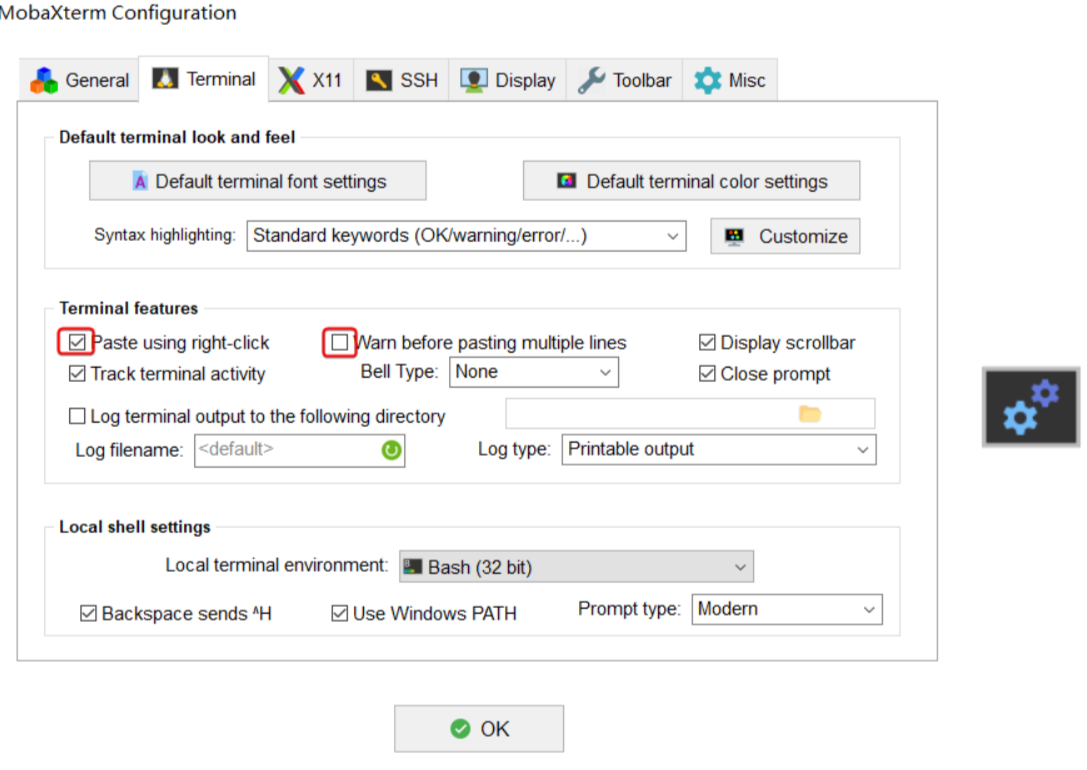 MobaXterm Configuration
General Terminal X11 SSH Display Toolbar Misc
Default terminal look and feel
Default terminal font settings Default terminal color settings
Syntax highlighting: Standard keywords (OK/warning/error/...) Customize
Terminal features
Paste using right-click Warn before pasting multiple lines Display scrollbar
Track terminal activity Bell Type: None Close prompt
Log terminal output to the following directory
Log filename: <default> Log type: Printable output
Local shell settings
Local terminal environment: Bash (32 bit)
Backspace sends ^H Use Windows PATH Prompt type: Modern
OK